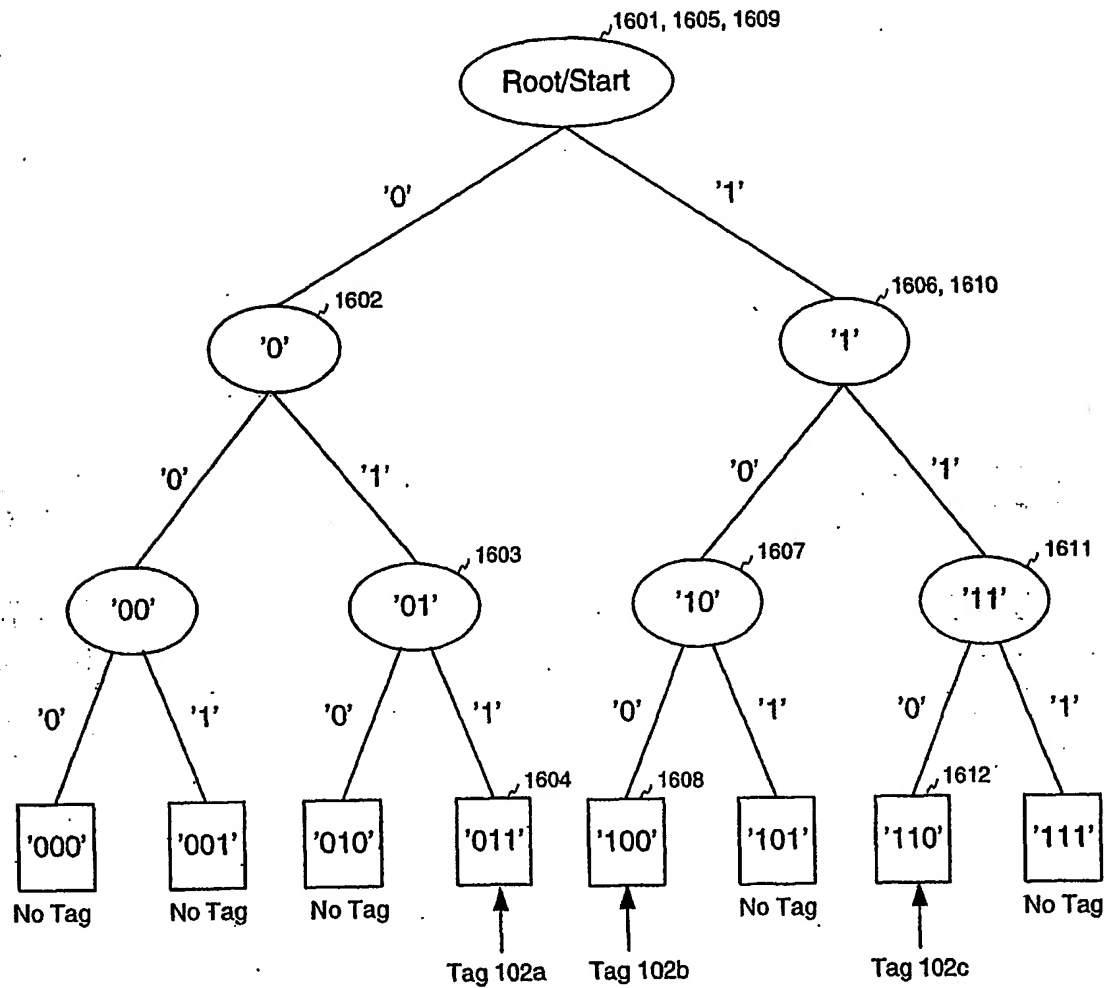 1601, 1605, 1609
Root/Start
'0' '1'
1602 1606, 1610
'0' '1'
'0' '1' '0' '1'
1603 1607 1611
'00' '01' '10' '11'
'0' '1' '0' '1' '0' '1' '0' '1'
1604 1608 1612
'000' '001' '010' '011' '100' '101' '110' '111'
No Tag No Tag No Tag No Tag No Tag
Tag 102a Tag 102b Tag 102c